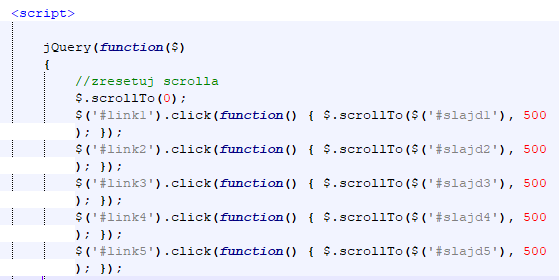 <script>
jQuery(function($)
{
//zresetuj scrolla
$.scrollTo(0);
$('#link1').click(function() { $.scrollTo($('#slajd1'), 500
); });
$('#link2').click(function() { $.scrollTo($('#slajd2'), 500
); });
$('#link3').click(function() { $.scrollTo($('#slajd3'), 500
); });
$('#link4').click(function() { $.scrollTo($('#slajd4'), 500
); });
$('#link5').click(function() { $.scrollTo($('#slajd5'), 500
); });